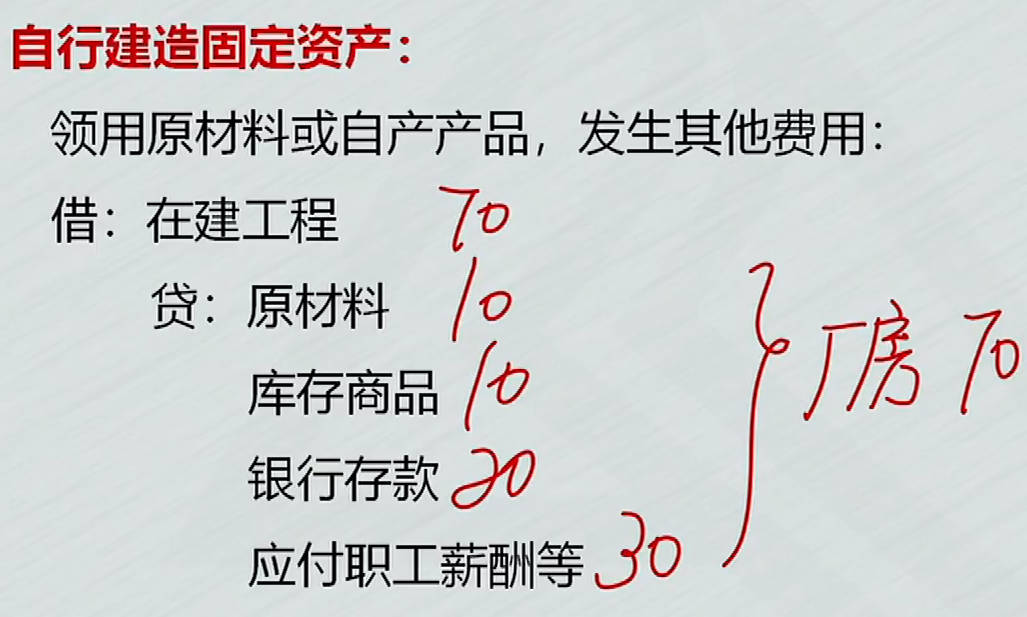 自行建造固定资产：
领用原材料或自产产品，发生其他费用：
借：在建工程 70
贷：原材料 10
库存商品 10
厂房 70
银行存款 20
应付职工薪酬等 30